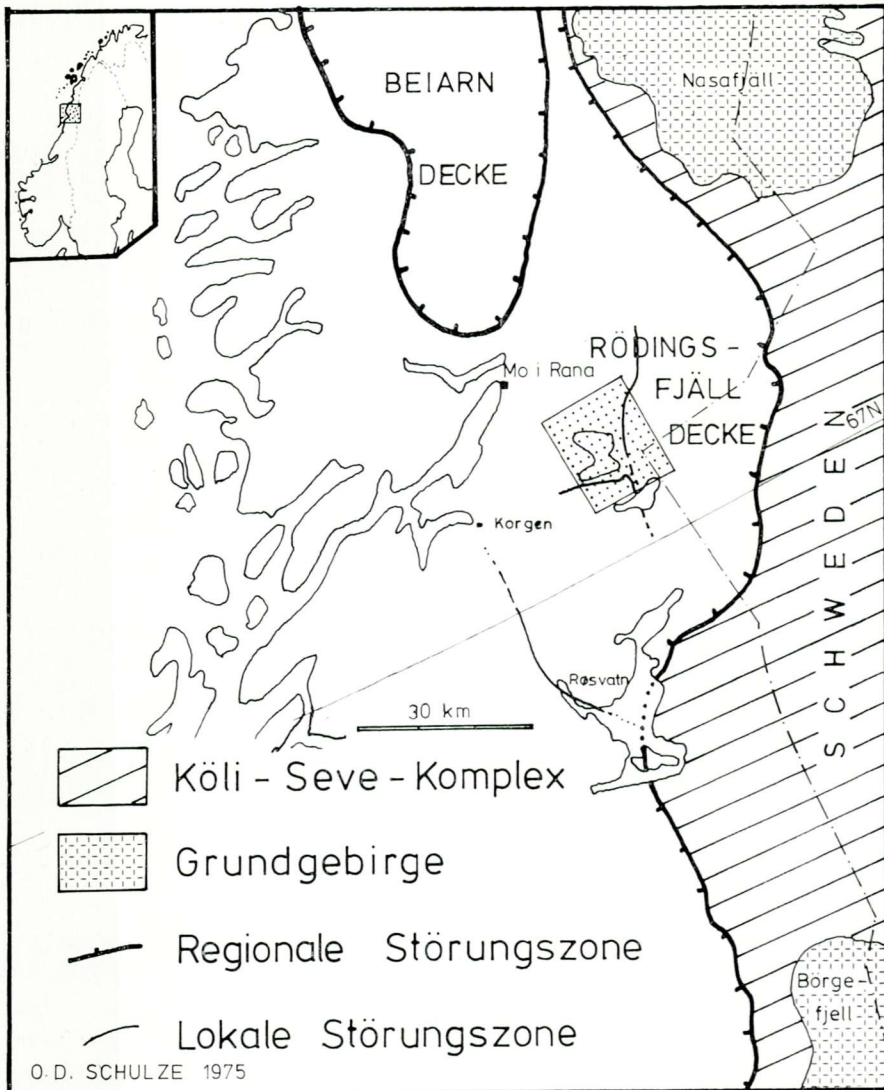 BEIARN
DECKE
Nasafjäll
RÖDINGS-
FJÄLL
DECKE
Mo i Rana
67N
SCHWEDEN
Korgen
Røsvatn
30 km
Köli-Seve-Komplex
Grundgebirge
Regionale Störungszone
Lokale Störungszone
Börge-
fjell
O.D. SCHULZE 1975